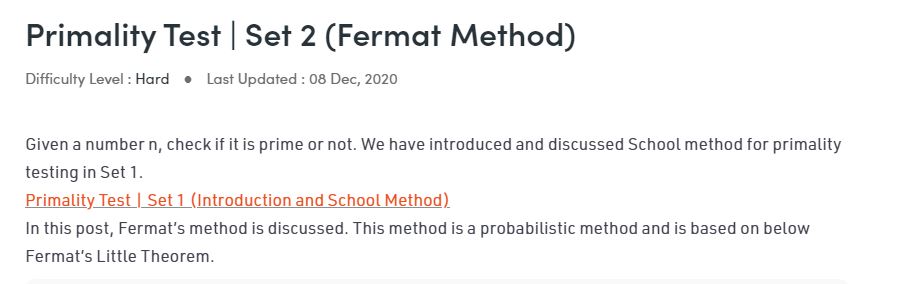 Primality Test | Set 2 (Fermat Method)
Difficulty Level : Hard ● Last Updated : 08 Dec, 2020
Given a number n, check if it is prime or not. We have introduced and discussed School method for primality
testing in Set 1.
Primality Test | Set 1 (Introduction and School Method)
In this post, Fermat's method is discussed. This method is a probabilistic method and is based on below
Fermat's Little Theorem.